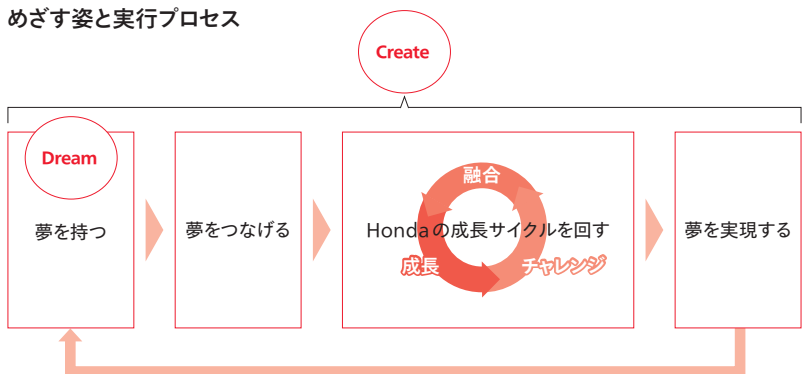 めざす姿と実行プロセス
Create
Dream
夢を持つ
夢をつなげる
融合
Hondaの成長サイクルを回す
成長
チャレンジ
夢を実現する